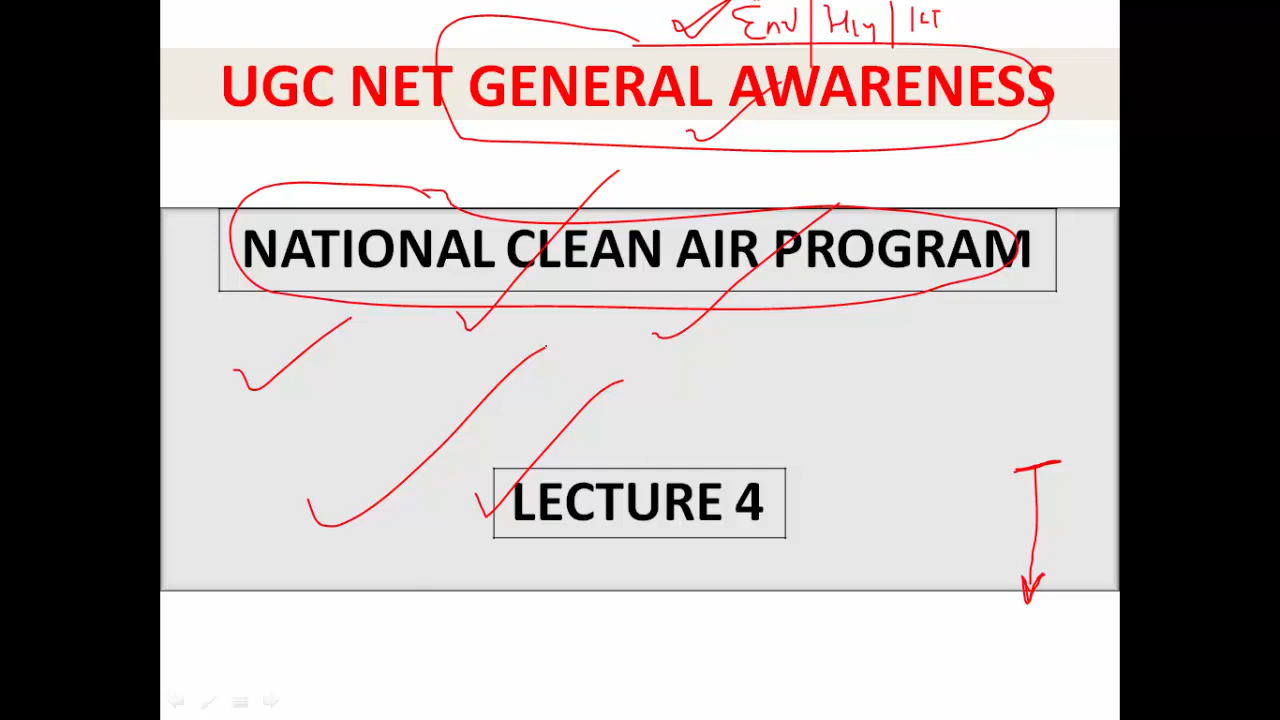 Env | Hly | ICT
UGC NET GENERAL AWARENESS
NATIONAL CLEAN AIR PROGRAM
LECTURE 4